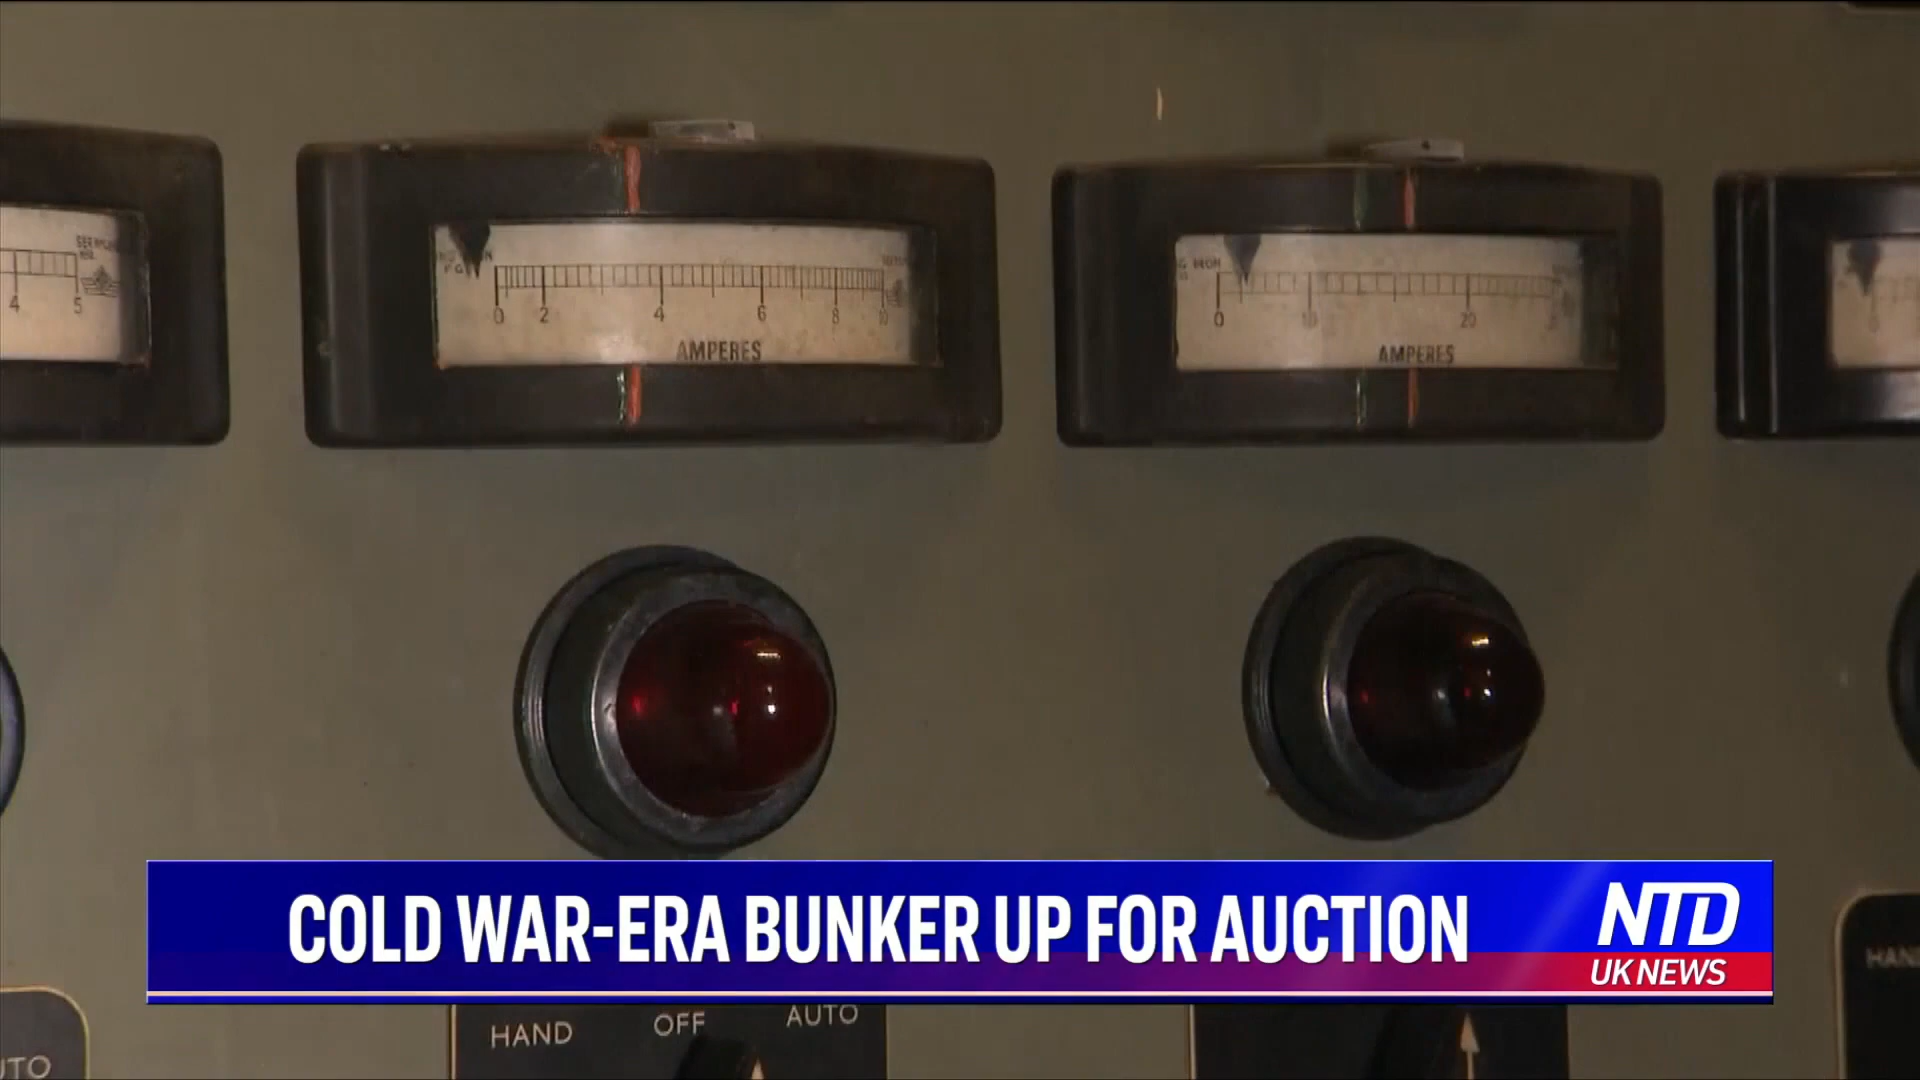 4 5
0 2 4 6 8 10
AMPERES
0 10 20
AMPERES
COLD WAR-ERA BUNKER UP FOR AUCTION
NTD
UK NEWS
HAND OFF AUTO